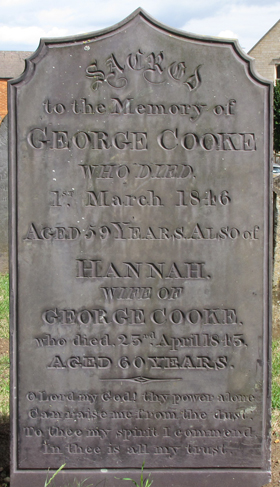 SACRED
to the Memory of
GEORGE COOKE
WHO DIED,
1st March 1846
AGED 59 YEARS. ALSO of
HANNAH,
WIFE OF
GEORGE COOKE,
who died, 23rd April 1843,
AGED 60 YEARS.
O Lord my God! thy power alone
Can raise me from the dust,
To thee my spirit I commend
In thee is all my trust.